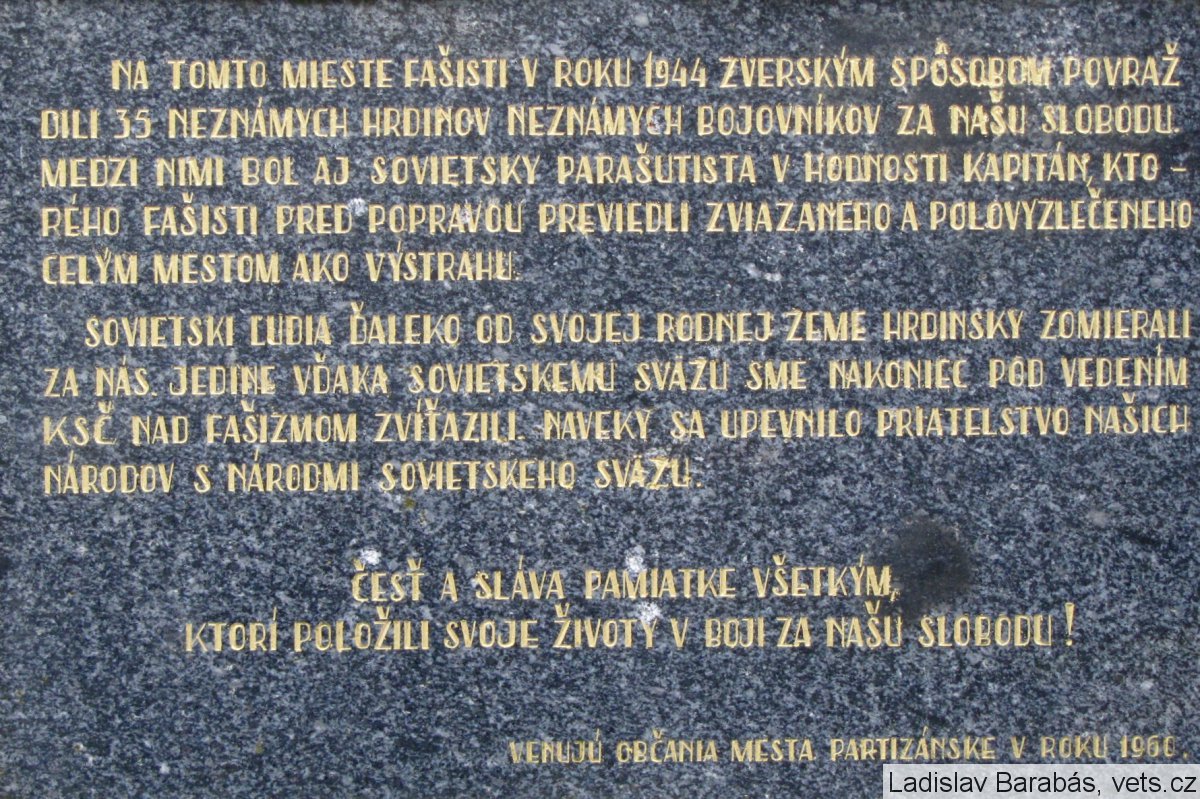 NA TOMTO MIESTE FAŠISTI V ROKU 1944 ZVERSKÝM SPÔSOBOM POVRAŽ
DILI 35 NEZNÁMYCH HRDINOV NEZNÁMYCH BOJOVNÍKOV ZA NAŠU SLOBODU.
MEDZI NIMI BOL AJ SOVIETSKY PARAŠUTISTA V HODNOSTI KAPITÁN, KTO-
RÉHO FAŠISTI PRED POPRAVOU PREVIEDLI ZVIAZANEHO A POLOVYZLÉČENEHO
CELÝM MESTOM AKO VÝSTRAHU.
SOVIETSKI ĽUDIA ĎALEKO OD SVOJEJ RODNEJ ZEME HRDINSKY ZOMIERALI
ZA NÁS. JEDINE VĎAKA SOVIETSKEMU SVÄZU SME NAKONIEC POD VEDENÍM
KSČ NAD FAŠIZMOM ZVÍŤAZILI. NAVEKY SA UPEVNILO PRIATELSTVO NAŠICH
NÁRODOV S NÁRODMI SOVIETSKEHO SVÄZU.
ČESŤ A SLÁVA PAMIATKE VŠETKÝM,
KTORÍ POLOŽILI SVOJE ŽIVOTY V BOJI ZA NAŠU SLOBODU!
VENUJÚ OBČANIA MESTA PARTIZÁNSKE V ROKU 1960.
Ladislav Barabás, vets.cz